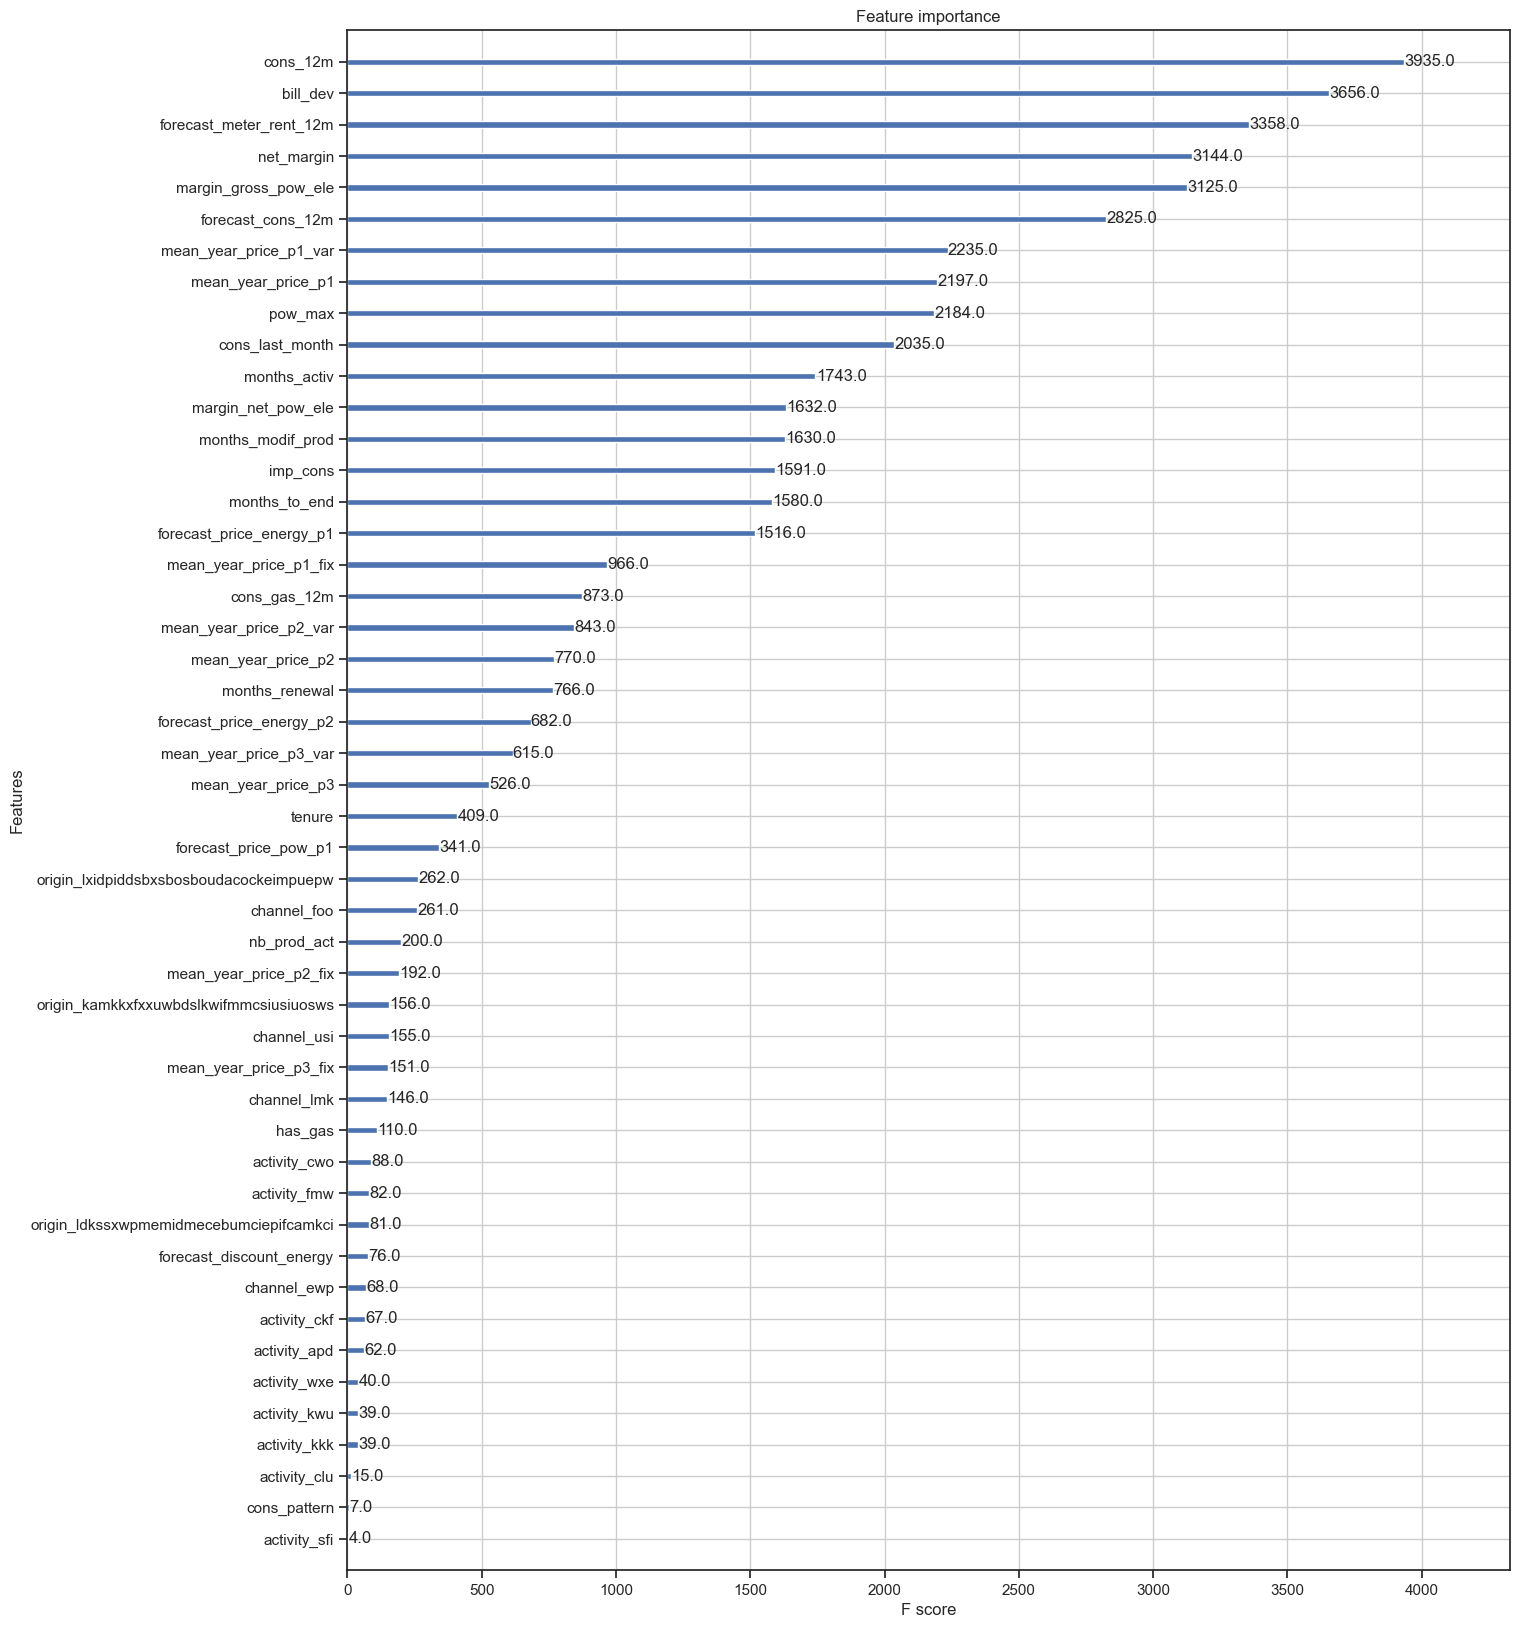 Feature importance
cons_12m 3935.0
bill_dev 3656.0
forecast_meter_rent_12m 3358.0
net_margin 3144.0
margin_gross_pow_ele 3125.0
forecast_cons_12m 2825.0
mean_year_price_p1_var 2235.0
mean_year_price_p1 2197.0
pow_max 2184.0
cons_last_month 2035.0
months_activ 1743.0
margin_net_pow_ele 1632.0
months_modif_prod 1630.0
imp_cons 1591.0
months_to_end 1580.0
forecast_price_energy_p1 1516.0
mean_year_price_p1_fix 966.0
cons_gas_12m 873.0
mean_year_price_p2_var 843.0
mean_year_price_p2 770.0
months_renewal 766.0
forecast_price_energy_p2 682.0
mean_year_price_p3_var 615.0
mean_year_price_p3 526.0
tenure 409.0
forecast_price_pow_p1 341.0
origin_lxidpiddsbxsbosboudacockeimpuepw 262.0
channel_foo 261.0
nb_prod_act 200.0
mean_year_price_p2_fix 192.0
origin_kamkkxfxxuwbdslkwifmmcsiusiuosws 156.0
channel_usi 155.0
mean_year_price_p3_fix 151.0
channel_lmk 146.0
has_gas 110.0
activity_cwo 88.0
activity_fmw 82.0
origin_ldkssxwpmemidmecebumciepifcamkci 81.0
forecast_discount_energy 76.0
channel_ewp 68.0
activity_ckf 67.0
activity_apd 62.0
activity_wxe 40.0
activity_kwu 39.0
activity_kkk 39.0
activity_clu 15.0
cons_pattern 7.0
activity_sfi 4.0
Features
0 500 1000 1500 2000 2500 3000 3500 4000
F score